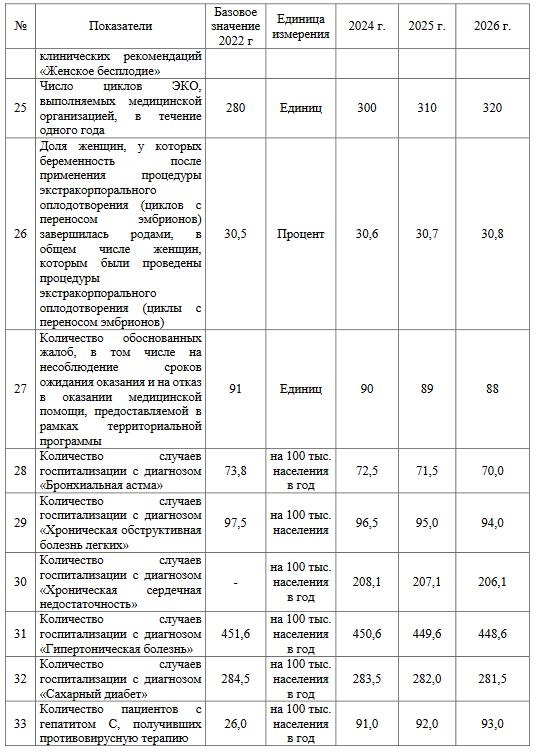 № Показатели Базовое значение 2022 г Единица измерения 2024 г. 2025 г. 2026 г.
клинических рекомендаций
«Женское бесплодие»
25 Число циклов ЭКО,
выполняемых медицинской
организацией, в течение
одного года
280 Единиц 300 310 320
26 Доля женщин, у которых
беременность после
применения процедуры
экстракорпорального
оплодотворения (циклов с
переносом эмбрионов)
завершилась родами, в
общем числе женщин,
которым были проведены
процедуры
экстракорпорального
оплодотворения (циклы с
переносом эмбрионов)
30,5 Процент 30,6 30,7 30,8
27 Количество обоснованных
жалоб, в том числе на
несоблюдение сроков
ожидания оказания и на отказ
в оказании медицинской
помощи, предоставляемой в
рамках территориальной
программы
91 Единиц 90 89 88
28 Количество случаев
госпитализации с диагнозом
«Бронхиальная астма»
73,8 на 100 тыс. населения в год 72,5 71,5 70,0
29 Количество случаев
госпитализации с диагнозом
«Хроническая обструктивная
болезнь легких»
97,5 на 100 тыс. населения 96,5 95,0 94,0
30 Количество случаев
госпитализации с диагнозом
«Хроническая сердечная
недостаточность»
- на 100 тыс. населения в год 208,1 207,1 206,1
31 Количество случаев
госпитализации с диагнозом
«Гипертоническая болезнь»
451,6 на 100 тыс. населения в год 450,6 449,6 448,6
32 Количество случаев
госпитализации с диагнозом
«Сахарный диабет»
284,5 на 100 тыс. населения в год 283,5 282,0 281,5
33 Количество пациентов с
гепатитом С, получивших
противовирусную терапию
26,0 на 100 тыс. населения в год 91,0 92,0 93,0